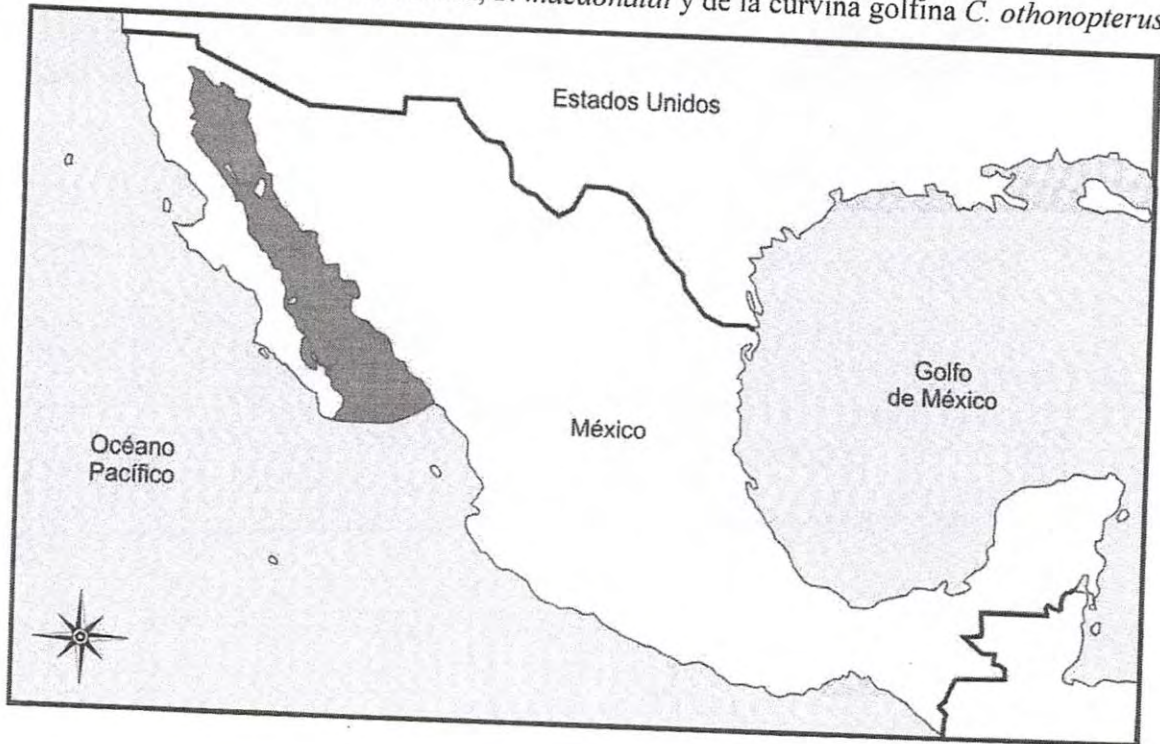 y de la curvina golfina C. othonopterus
Estados Unidos
Golfo
de México
México
Océano
Pacífico